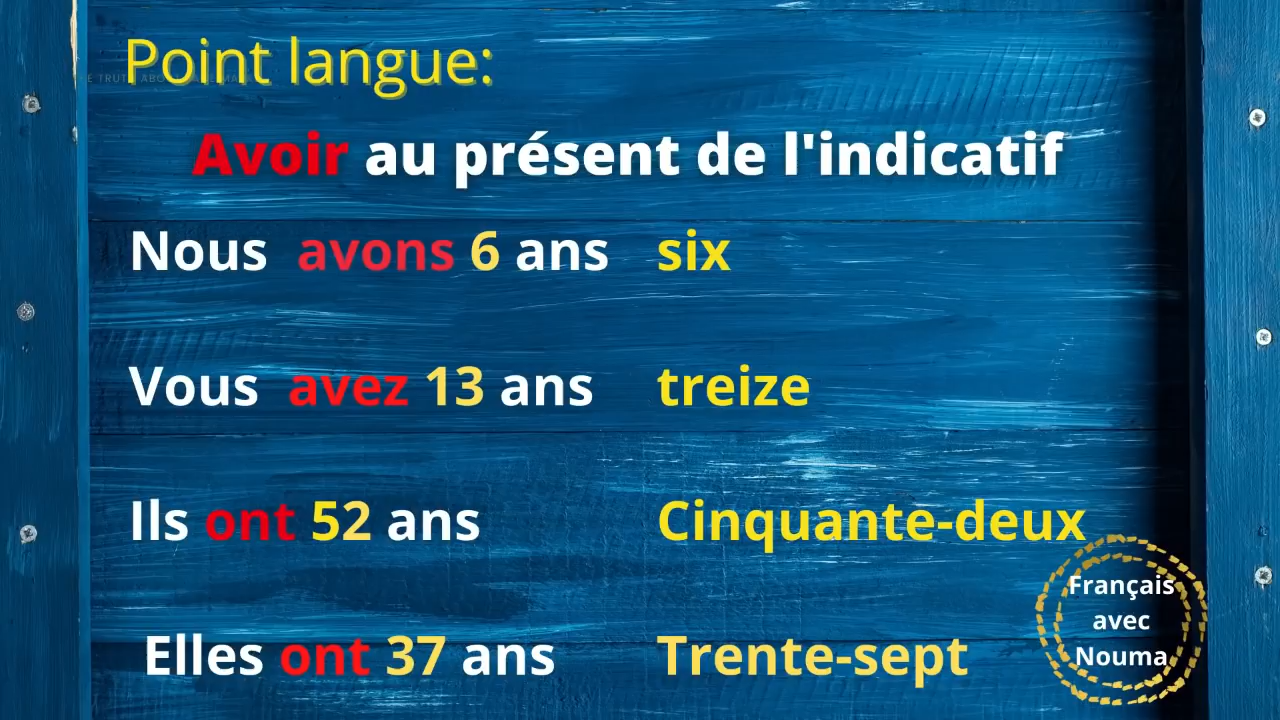 Point langue:
Avoir au présent de l'indicatif
Nous avons 6 ans six
Vous avez 13 ans treize
Ils ont 52 ans Cinquante-deux
Elles ont 37 ans Trente-sept
Français
avec
Nouma